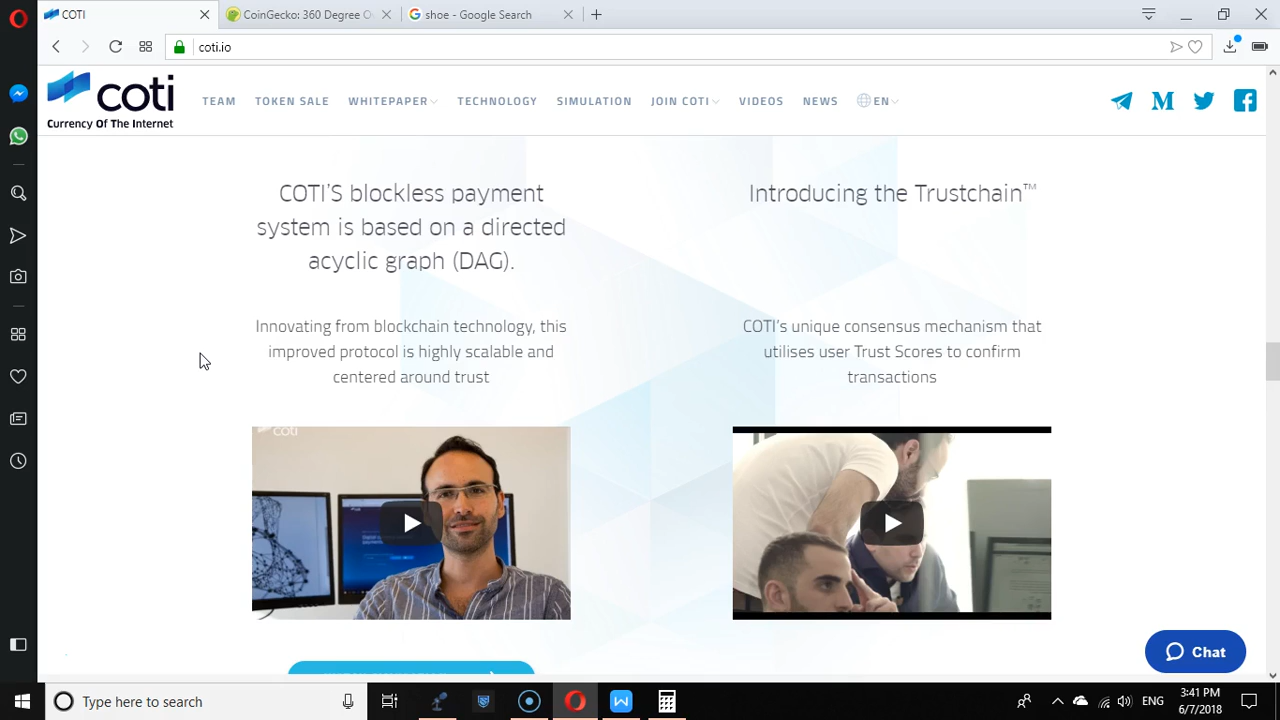 COTI
CoinGecko: 360 Degree O
shoe - Google Search
coti.io
coti
Currency Of The Internet
TEAM
TOKEN SALE
WHITEPAPER
TECHNOLOGY
SIMULATION
JOIN COTI
VIDEOS
NEWS
EN
COTI'S blockless payment
system is based on a directed
acyclic graph (DAG).
Innovating from blockchain technology, this
improved protocol is highly scalable and
centered around trust
Introducing the Trustchain™
COTI's unique consensus mechanism that
utilises user Trust Scores to confirm
transactions
coti
Chat
Type here to search
ENG
3:41 PM
6/7/2018